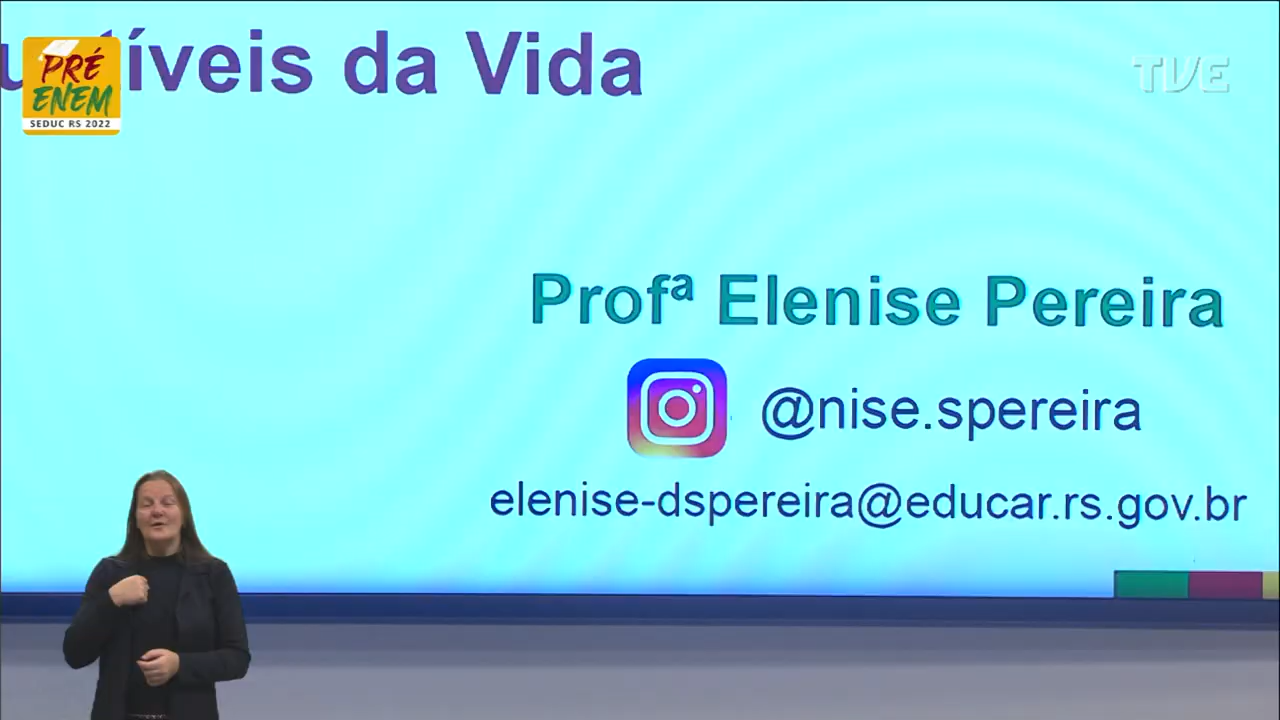 da Vida
PRÉ
ENEM
SEDUC RS 2022
TVE
Profª Elenise Pereira
@nise.spereira
elenise-dspereira@educar.rs.gov.br